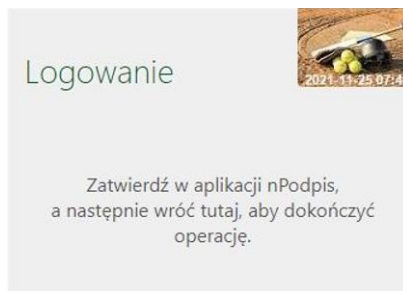 Logowanie
2021-11-25 07:4
Zatwierdź w aplikacji nPodpis,
a następnie wróć tutaj, aby dokończyć
operację.